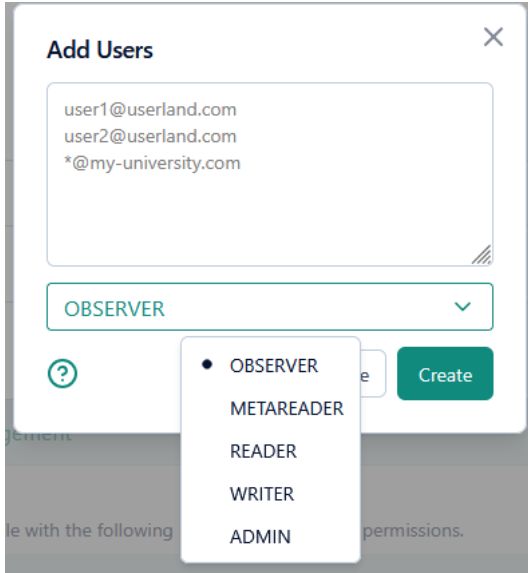 Add Users
user1@userland.com
user2@userland.com
*@my-university.com
OBSERVER
OBSERVER
METAREADER
READER
WRITER
ADMIN
Create
le with the following
permissions.